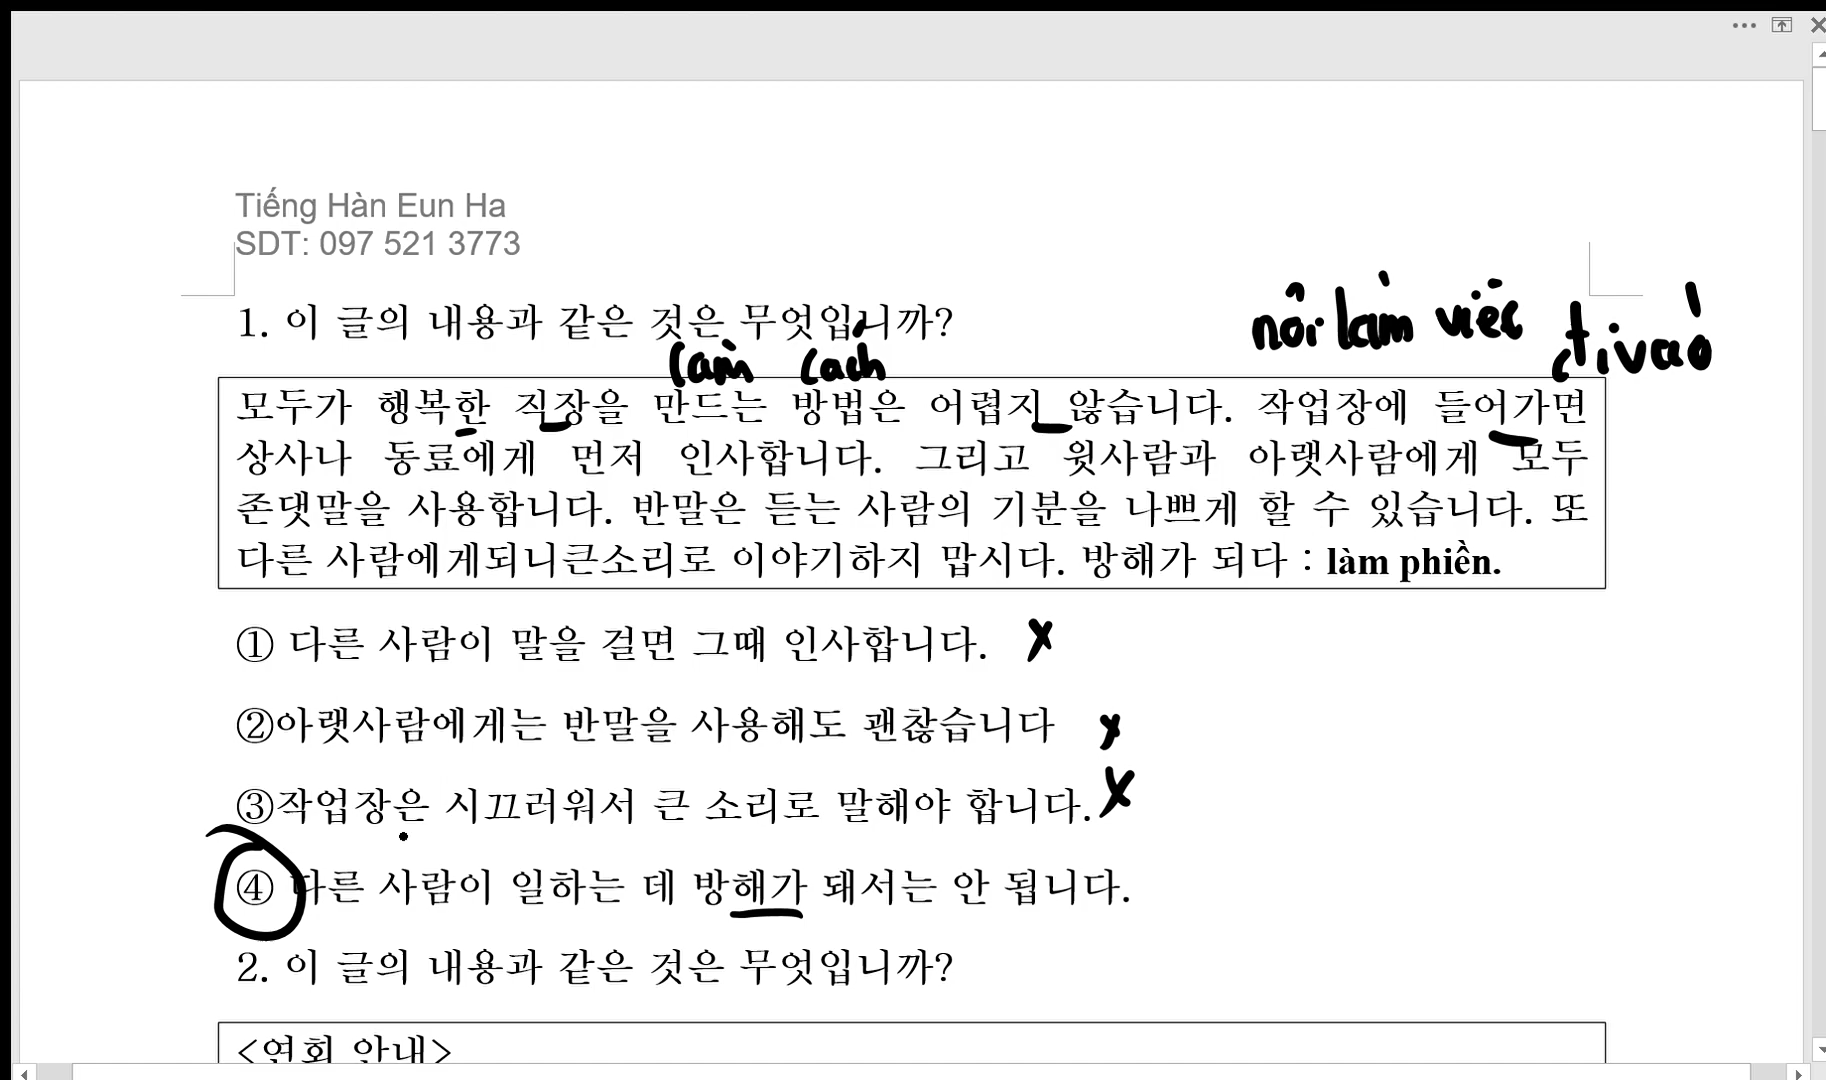 Tiếng Hàn Eun Ha
SDT: 097 521 3773
1. 이 글의 내용과 같은 것은 무엇입니까?
nơi làm việc đi vào
làm cách
모두가 행복한 직장을 만드는 방법은 어렵지 않습니다. 작업장에 들어가면
상사나 동료에게 먼저 인사합니다. 그리고 윗사람과 아랫사람에게 모두
존댓말을 사용합니다. 반말은 듣는 사람의 기분을 나쁘게 할 수 있습니다. 또
다른 사람에게되니큰소리로 이야기하지 맙시다. 방해가 되다 : làm phiền.
① 다른 사람이 말을 걸면 그때 인사합니다. x
②아랫사람에게는 반말을 사용해도 괜찮습니다 x
③작업장은 시끄러워서 큰 소리로 말해야 합니다. x
④ 다른 사람이 일하는 데 방해가 돼서는 안 됩니다.
2. 이 글의 내용과 같은 것은 무엇입니까?
<연회 안내>